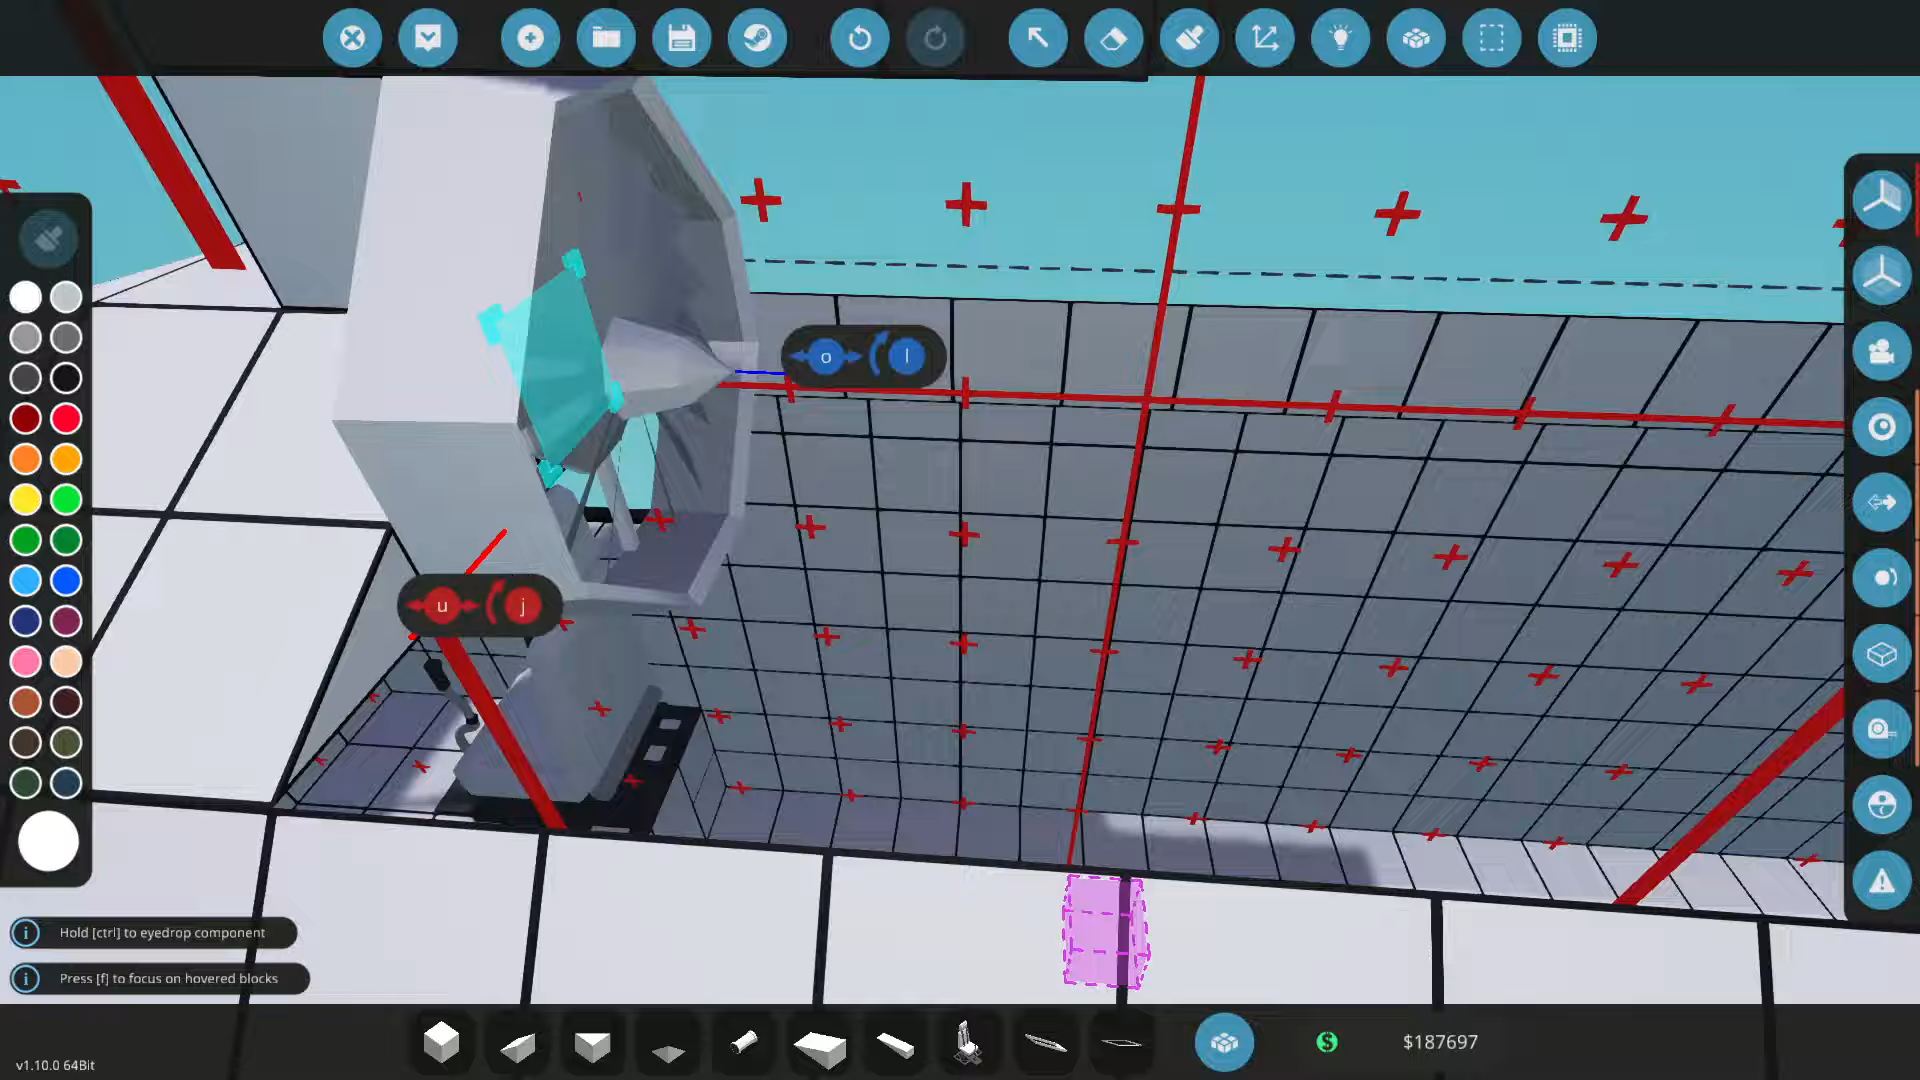 o l
u j
Hold [ctrl] to eyedrop component
Press [f] to focus on hovered blocks
v1.10.0 64Bit
$ $187697